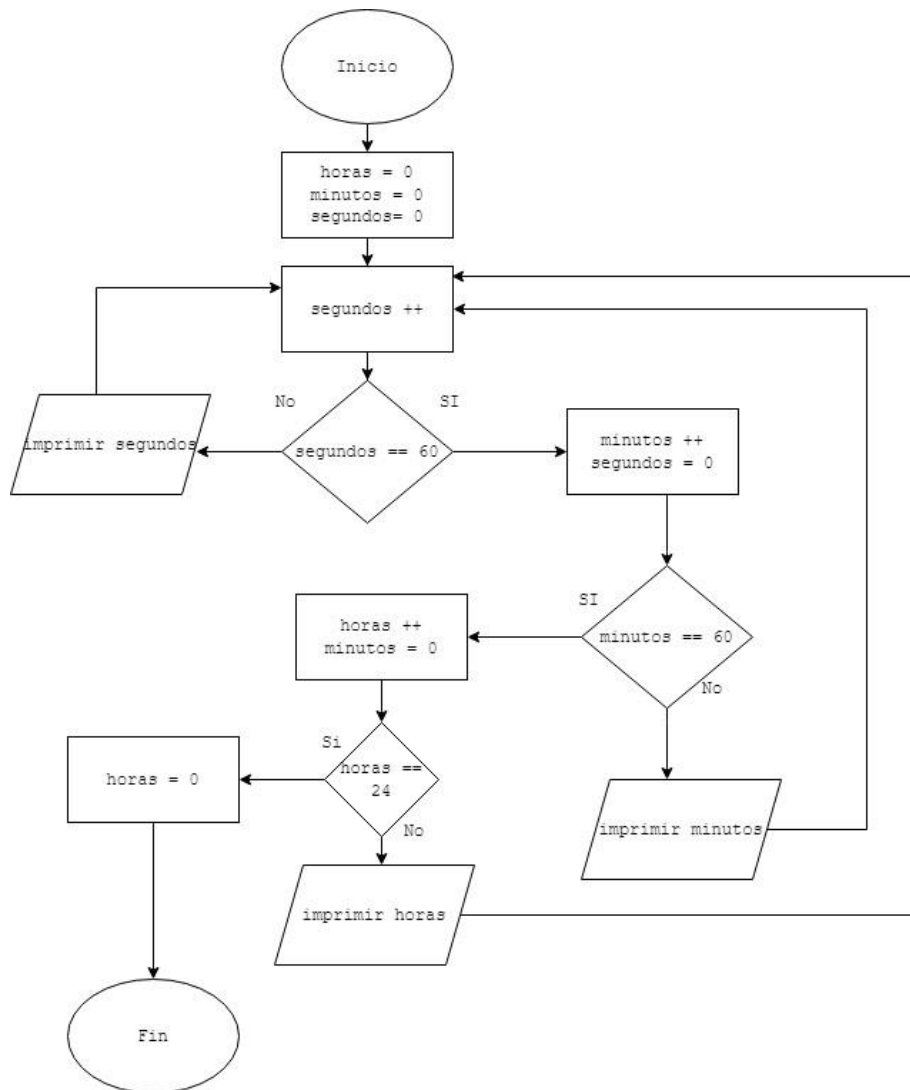 Inicio
horas = 0
minutos = 0
segundos= 0
segundos ++
No
SI
imprimir segundos
segundos == 60
minutos ++
segundos = 0
SI
horas ++
minutos = 0
minutos == 60
No
Si
horas = 0
horas ==
24
No
imprimir minutos
imprimir horas
Fin